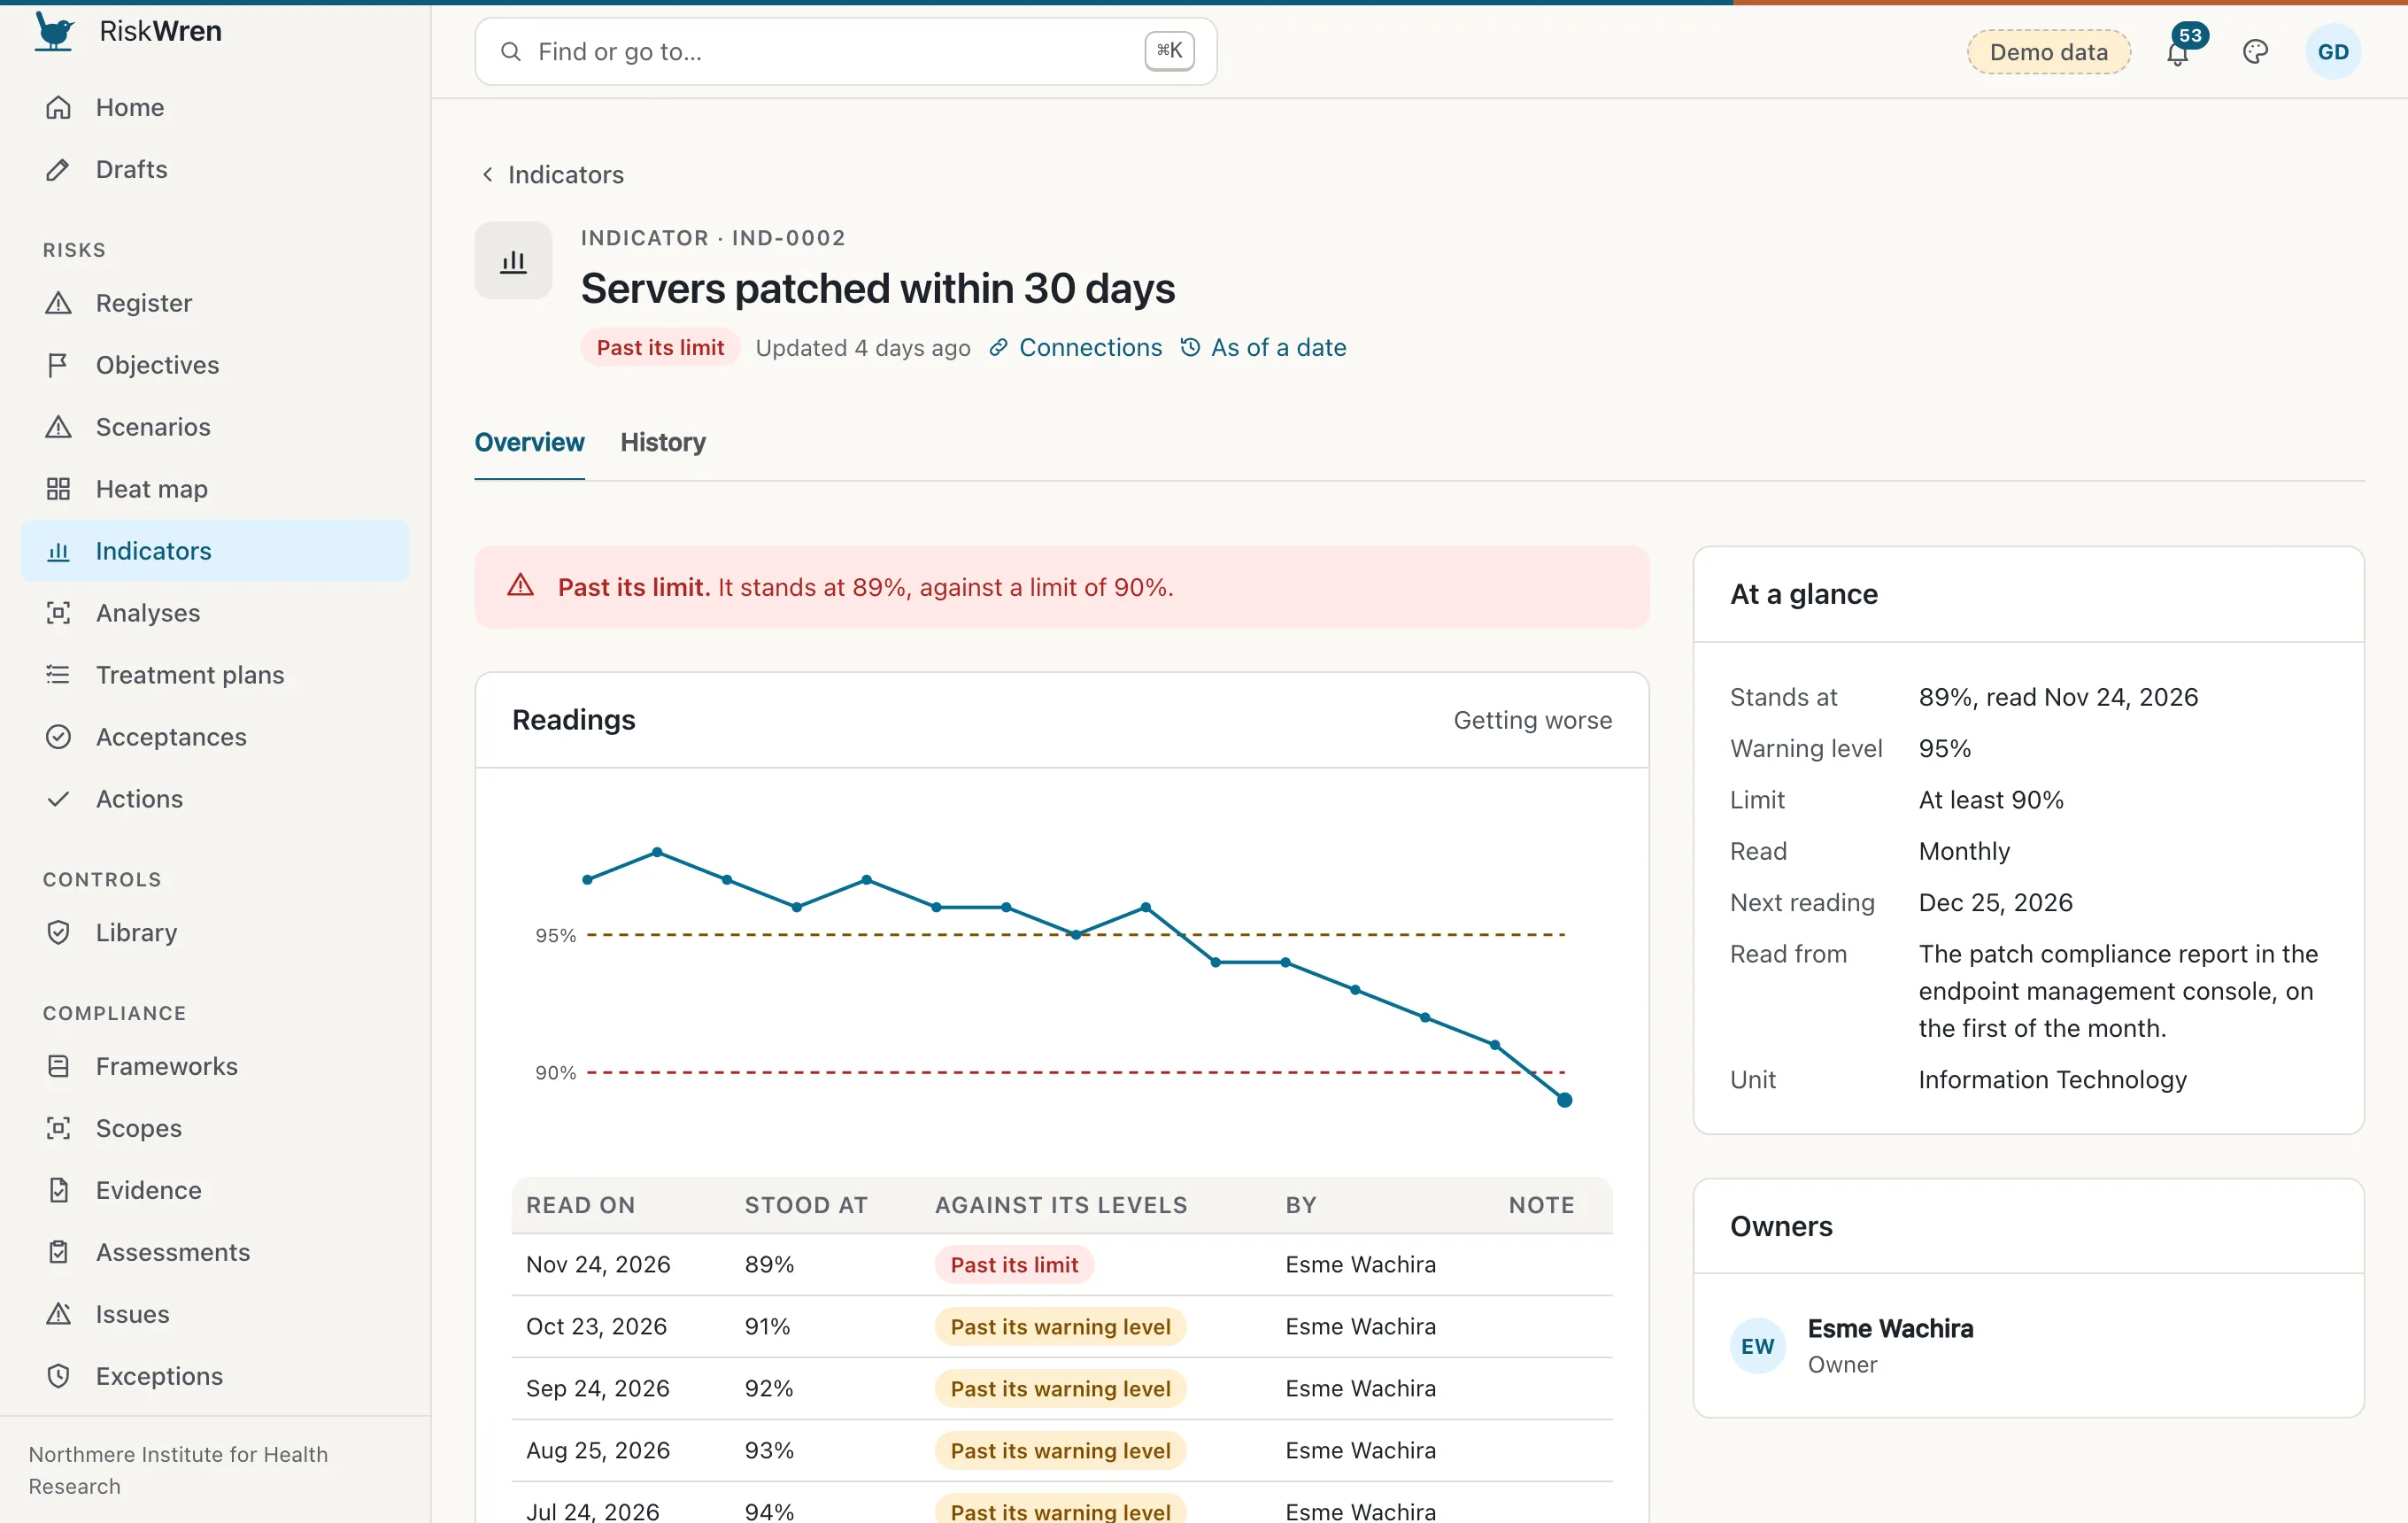 RiskWren
Find or go to...
⌘K
Demo data
53
GD
Home
Drafts
RISKS
Register
Objectives
Scenarios
Heat map
Indicators
Analyses
Treatment plans
Acceptances
Actions
CONTROLS
Library
COMPLIANCE
Frameworks
Scopes
Evidence
Assessments
Issues
Exceptions
Northmere Institute for Health
Research
Indicators
INDICATOR · IND-0002
Servers patched within 30 days
Past its limit Updated 4 days ago Connections As of a date
Overview History
Past its limit. It stands at 89%, against a limit of 90%.
Readings Getting worse
95%
90%
READ ON STOOD AT AGAINST ITS LEVELS BY NOTE
Nov 24, 2026 89% Past its limit Esme Wachira
Oct 23, 2026 91% Past its warning level Esme Wachira
Sep 24, 2026 92% Past its warning level Esme Wachira
Aug 25, 2026 93% Past its warning level Esme Wachira
Jul 24, 2026 94% Past its warning level Esme Wachira
At a glance
Stands at 89%, read Nov 24, 2026
Warning level 95%
Limit At least 90%
Read Monthly
Next reading Dec 25, 2026
Read from The patch compliance report in the
endpoint management console, on
the first of the month.
Unit Information Technology
Owners
EW
Esme Wachira
Owner